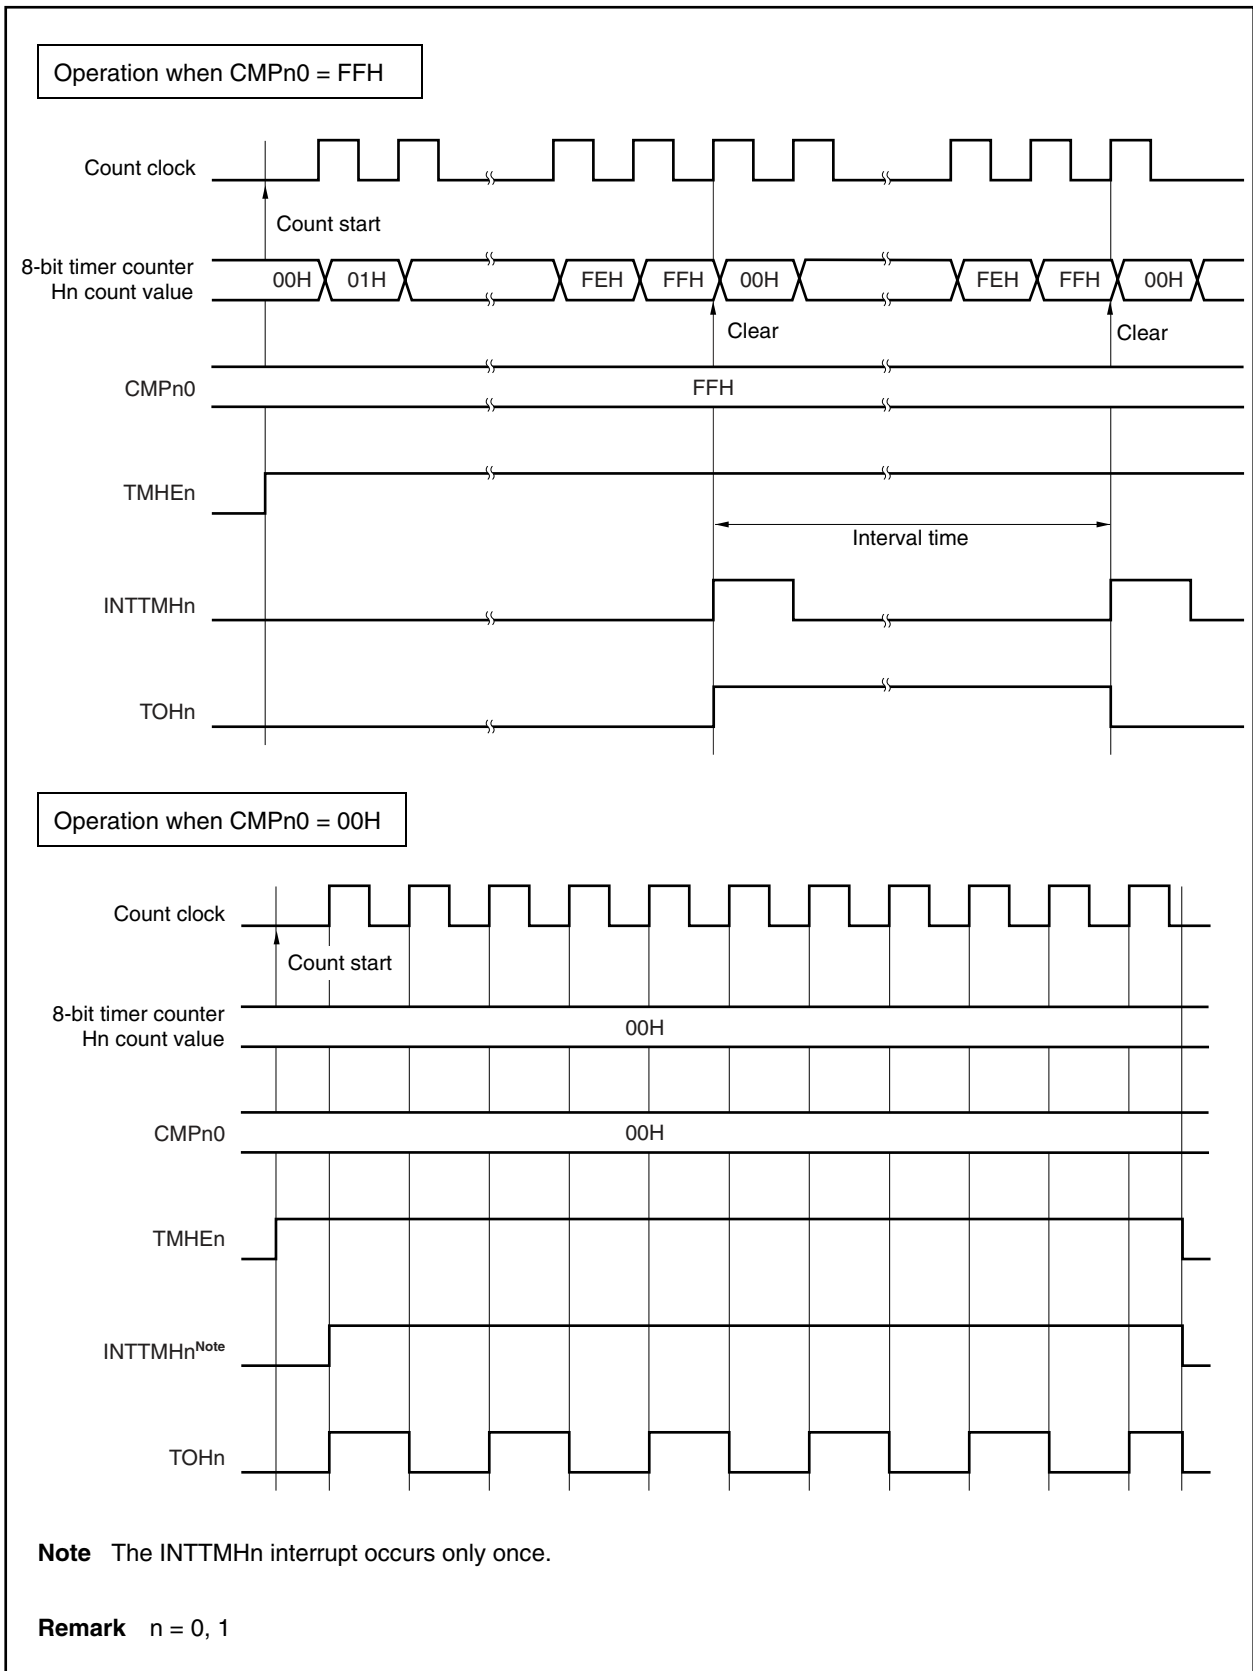 Operation when CMPn0 = FFH
Count clock
Count start
8-bit timer counter
Hn count value
00H 01H FEH FFH 00H FEH FFH 00H
Clear Clear
CMPn0 FFH
TMHEn
Interval time
INTTMHn
TOHn
Operation when CMPn0 = 00H
Count clock
Count start
8-bit timer counter
Hn count value
00H
CMPn0 00H
TMHEn
INTTMHnNote
TOHn
Note The INTTMHn interrupt occurs only once.
Remark n = 0, 1